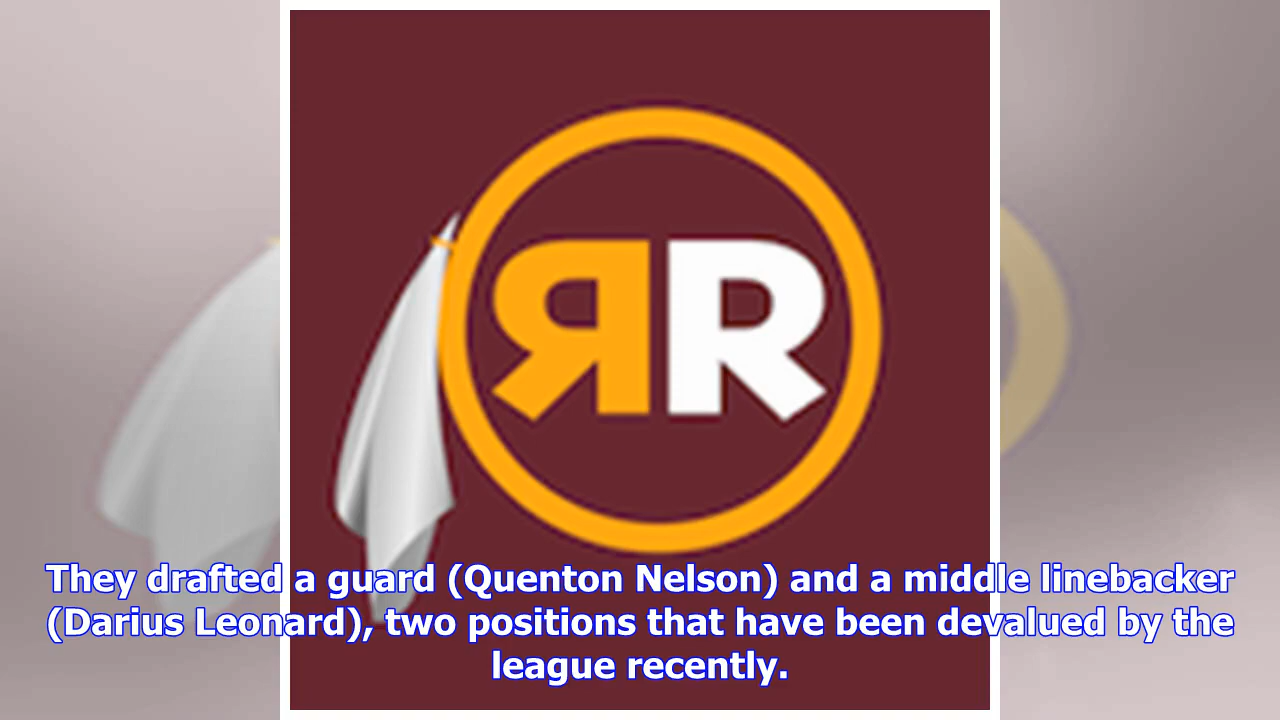 RR
They drafted a guard (Quenton Nelson) and a middle linebacker
(Darius Leonard), two positions that have been devalued by the
league recently.